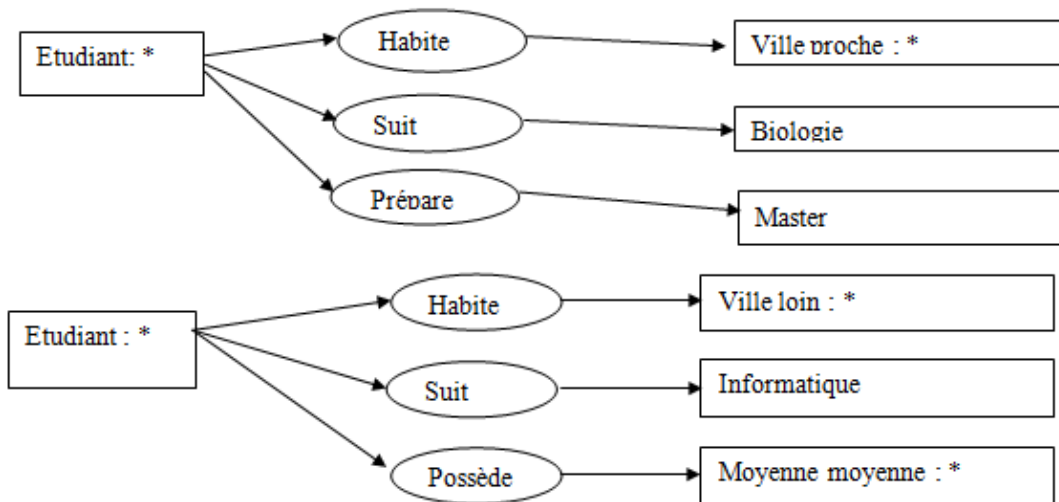 Etudiant: *
Habite
Ville proche : *
Suit
Biologie
Prépare
Master
Etudiant : *
Habite
Ville loin : *
Suit
Informatique
Possède
Moyenne moyenne : *